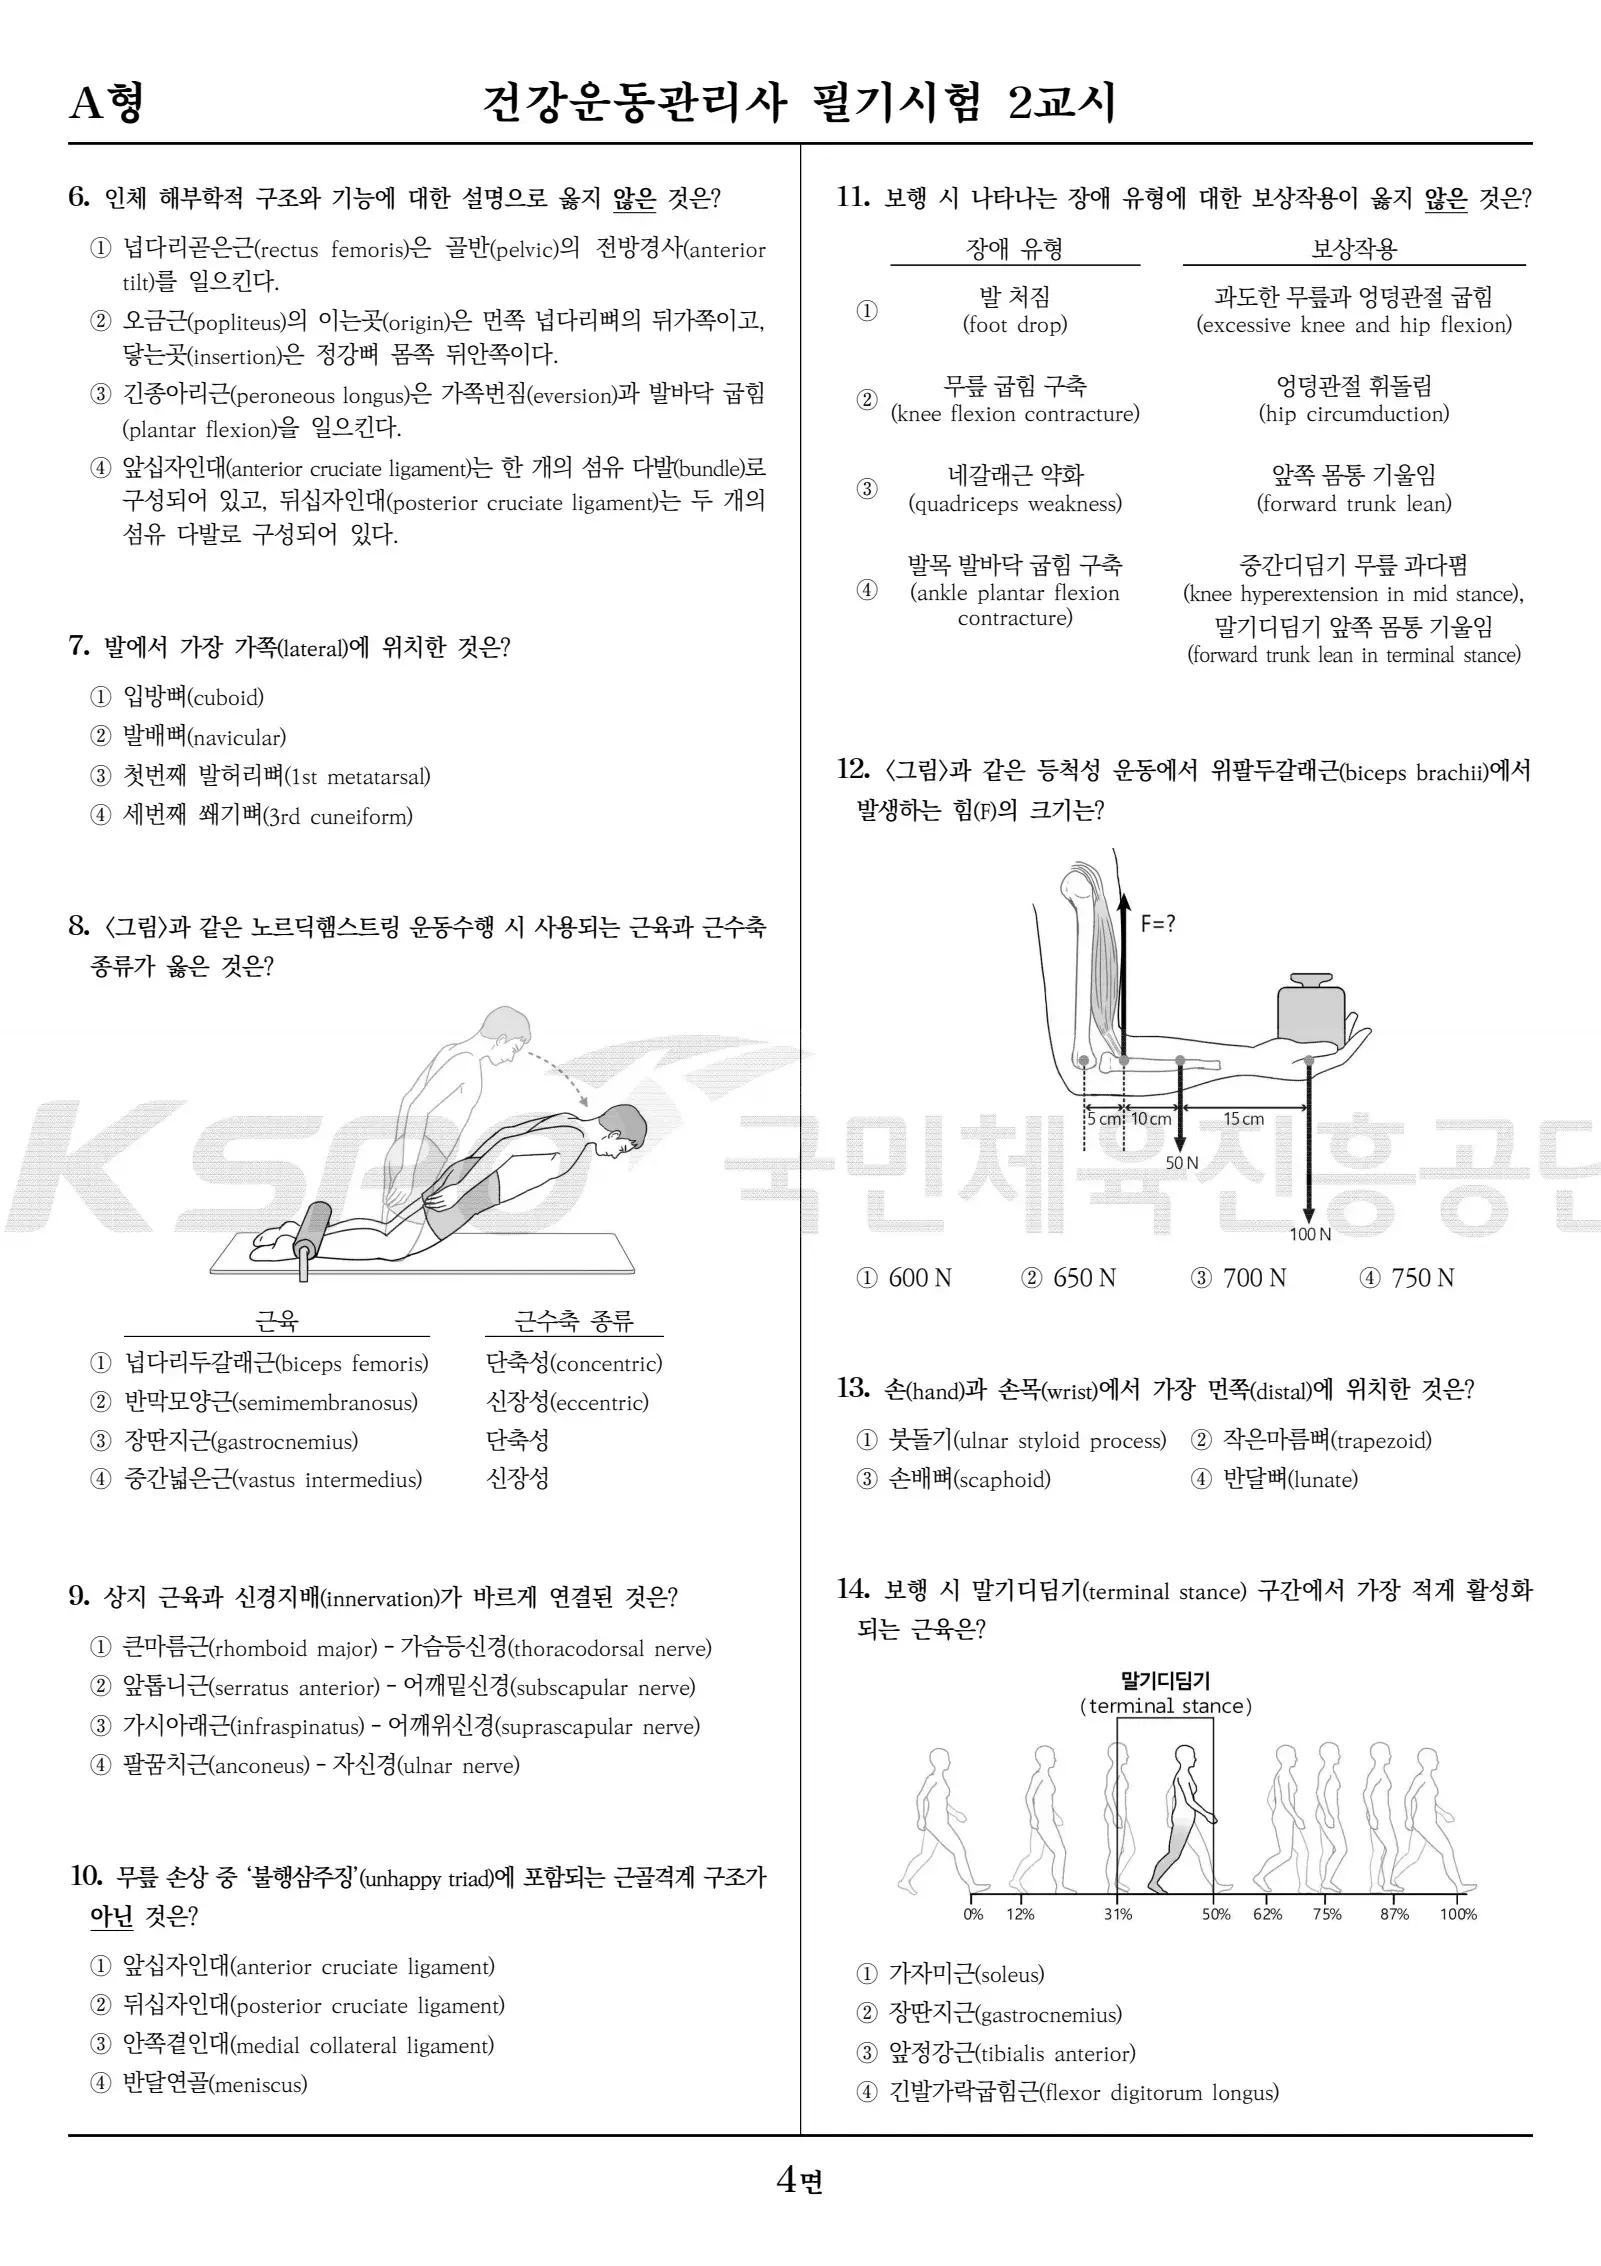 A형
건강운동관리사 필기시험 2교시
6. 인체 해부학적 구조와 기능에 대한 설명으로 옳지 않은 것은?
① 넙다리곧은근(rectus femoris)은 골반(pelvic)의 전방경사(anterior
tilt)를 일으킨다.
② 오금근(popliteus)의 이는곳(origin)은 먼쪽 넙다리뼈의 뒤가쪽이고,
닿는곳(insertion)은 정강뼈 몸쪽 뒤안쪽이다.
③ 긴종아리근(peroneous longus)은 가쪽번짐(eversion)과 발바닥 굽힘
(plantar flexion)을 일으킨다.
④ 앞십자인대(anterior cruciate ligament)는 한 개의 섬유 다발(bundle)로
구성되어 있고, 뒤십자인대(posterior cruciate ligament)는 두 개의
섬유 다발로 구성되어 있다.
7. 발에서 가장 가쪽(lateral)에 위치한 것은?
① 입방뼈(cuboid)
② 발배뼈(navicular)
③ 첫번째 발허리뼈(1st metatarsal)
④ 세번째 쐐기뼈(3rd cuneiform)
8. 〈그림〉과 같은 노르딕햄스트링 운동수행 시 사용되는 근육과 근수축
종류가 옳은 것은?
근육 근수축 종류
① 넙다리두갈래근(biceps femoris) 단축성(concentric)
② 반막모양근(semimembranosus) 신장성(eccentric)
③ 장딴지근(gastrocnemius) 단축성
④ 중간넓은근(vastus intermedius) 신장성
9. 상지 근육과 신경지배(innervation)가 바르게 연결된 것은?
① 큰마름근(rhomboid major) - 가슴등신경(thoracodorsal nerve)
② 앞톱니근(serratus anterior) - 어깨밑신경(subscapular nerve)
③ 가시아래근(infraspinatus) - 어깨위신경(suprascapular nerve)
④ 팔꿈치근(anconeus) - 자신경(ulnar nerve)
10. 무릎 손상 중 ‘불행삼주징’(unhappy triad)에 포함되는 근골격계 구조가
아닌 것은?
① 앞십자인대(anterior cruciate ligament)
② 뒤십자인대(posterior cruciate ligament)
③ 안쪽곁인대(medial collateral ligament)
④ 반달연골(meniscus)
11. 보행 시 나타나는 장애 유형에 대한 보상작용이 옳지 않은 것은?
장애 유형 보상작용
① 발 처짐 과도한 무릎과 엉덩관절 굽힘
(foot drop) (excessive knee and hip flexion)
② 무릎 굽힘 구축 엉덩관절 휘돌림
(knee flexion contracture) (hip circumduction)
③ 네갈래근 약화 앞쪽 몸통 기울임
(quadriceps weakness) (forward trunk lean)
④ 발목 발바닥 굽힘 구축 중간디딤기 무릎 과다폄
(ankle plantar flexion (knee hyperextension in mid stance),
contracture) 말기디딤기 앞쪽 몸통 기울임
(forward trunk lean in terminal stance)
12. 〈그림〉과 같은 등척성 운동에서 위팔두갈래근(biceps brachii)에서
발생하는 힘(F)의 크기는?
F=?
5 cm 10 cm 15 cm
50 N
100 N
① 600 N ② 650 N ③ 700 N ④ 750 N
13. 손(hand)과 손목(wrist)에서 가장 먼쪽(distal)에 위치한 것은?
① 붓돌기(ulnar styloid process) ② 작은마름뼈(trapezoid)
③ 손배뼈(scaphoid) ④ 반달뼈(lunate)
14. 보행 시 말기디딤기(terminal stance) 구간에서 가장 적게 활성화
되는 근육은?
말기디딤기
(terminal stance)
0% 12% 31% 50% 62% 75% 87% 100%
① 가자미근(soleus)
② 장딴지근(gastrocnemius)
③ 앞정강근(tibialis anterior)
④ 긴발가락굽힘근(flexor digitorum longus)
KSPO 국민체육진흥공단
4면